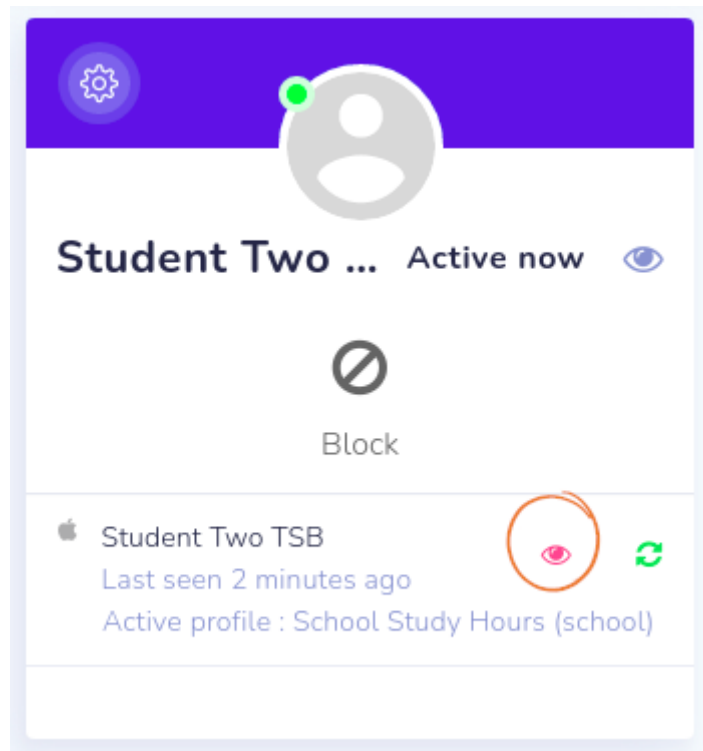 Student Two ... Active now
Block
Student Two TSB
Last seen 2 minutes ago
Active profile : School Study Hours (school)